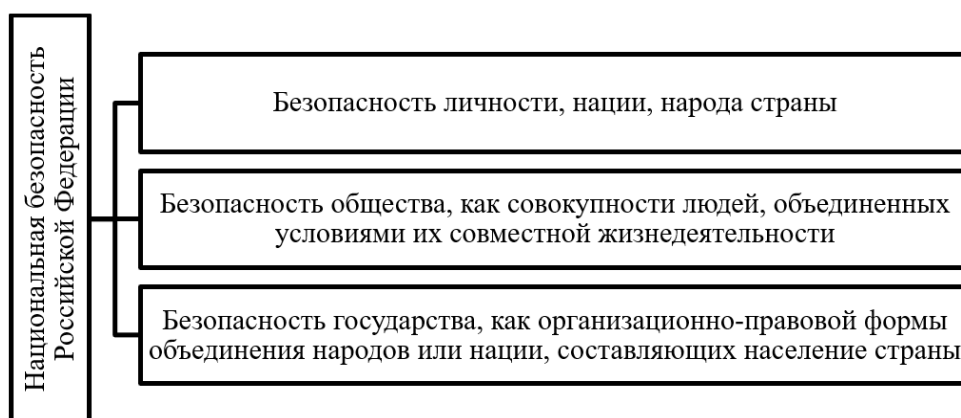 Национальная безопасность
Российской Федерации
Безопасность личности, нации, народа страны
Безопасность общества, как совокупности людей, объединенных
условиями их совместной жизнедеятельности
Безопасность государства, как организационно-правовой формы
объединения народов или нации, составляющих население страны